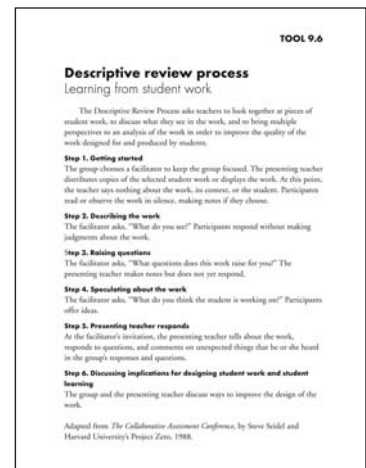 TOOL 9.6
Descriptive review process
Learning from student work
The Descriptive Review Process asks teachers to look together at pieces of
student work, to discuss what they see in the work, and to bring multiple
perspectives to an analysis of the work in order to improve the quality of the
work designed for and produced by students.
Step 1. Getting started
The group chooses a facilitator to keep the group focused. The presenting teacher
distributes copies of the selected student work or displays the work. At this point,
the teacher says nothing about the work, its context, or the student. Participants
read or observe the work in silence, making notes if they choose.
Step 2. Describing the work
The facilitator asks, "What do you see?" Participants respond without making
judgments about the work.
Step 3. Raising questions
The facilitator asks, "What questions does this work raise for you?" The
presenting teacher makes notes but does not yet respond.
Step 4. Speculating about the work
The facilitator asks, "What do you think the student is working on?" Participants
offer ideas.
Step 5. Presenting teacher responds
At the facilitator's invitation, the presenting teacher tells about the work,
responds to questions, and comments on unexpected things that he or she heard
in the group's responses and questions.
Step 6. Discussing implications for designing student work and student
learning
The group and the presenting teacher discuss ways to improve the design of the
work.
Adapted from The Collaborative Assessment Conference, by Steve Seidel and
Harvard University's Project Zero, 1988.